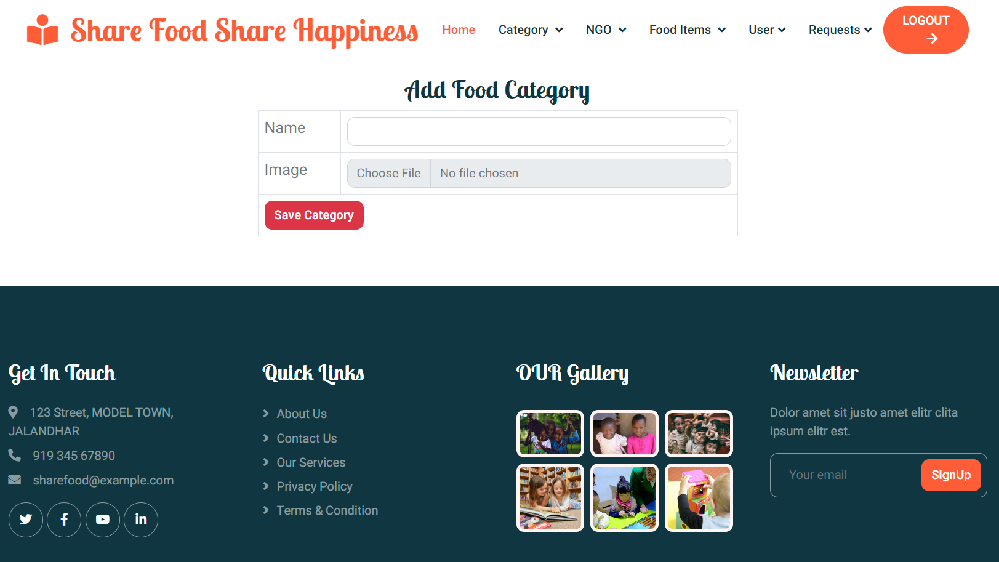 Share Food Share Happiness
Home Category NGO Food Items User Requests LOGOUT
Add Food Category
Name
Image Choose File No file chosen
Save Category
Get In Touch
123 Street, MODEL TOWN,
JALANDHAR
919 345 67890
sharefood@example.com
Quick Links
About Us
Contact Us
Our Services
Privacy Policy
Terms & Condition
OUR Gallery
Newsletter
Dolor amet sit justo amet elitr clita
ipsum elitr est.
Your email SignUp